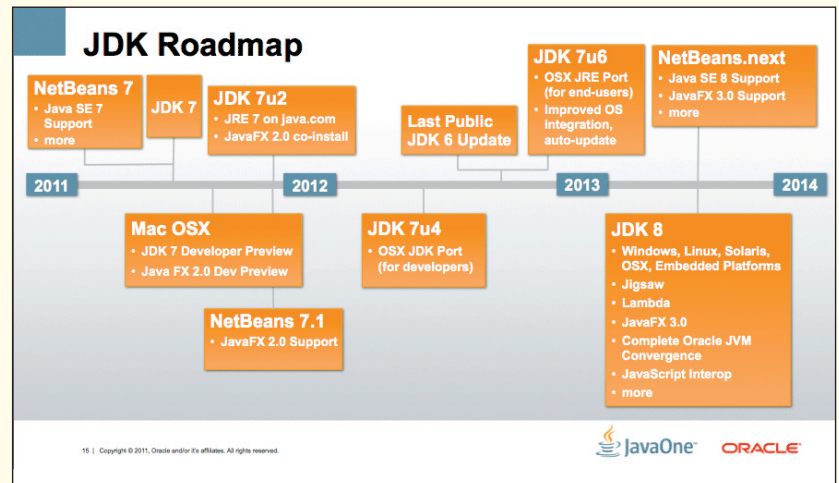 JDK Roadmap
NetBeans 7
• Java SE 7
Support
• more
JDK 7
JDK 7u2
• JRE 7 on java.com
• JavaFX 2.0 co-install
Last Public
JDK 6 Update
JDK 7u6
• OSX JRE Port
(for end-users)
• Improved OS
integration,
auto-update
NetBeans.next
• Java SE 8 Support
• JavaFX 3.0 Support
• more
2011
2012
2013
2014
Mac OSX
• JDK 7 Developer Preview
• Java FX 2.0 Dev Preview
NetBeans 7.1
• JavaFX 2.0 Support
JDK 7u4
• OSX JDK Port
(for developers)
JDK 8
• Windows, Linux, Solaris,
OSX, Embedded Platforms
• Jigsaw
• Lambda
• JavaFX 3.0
• Complete Oracle JVM
Convergence
• JavaScript Interop
• more
15 | Copyright © 2011, Oracle and/or it's affiliates. All rights reserved.
JavaOne™
ORACLE®